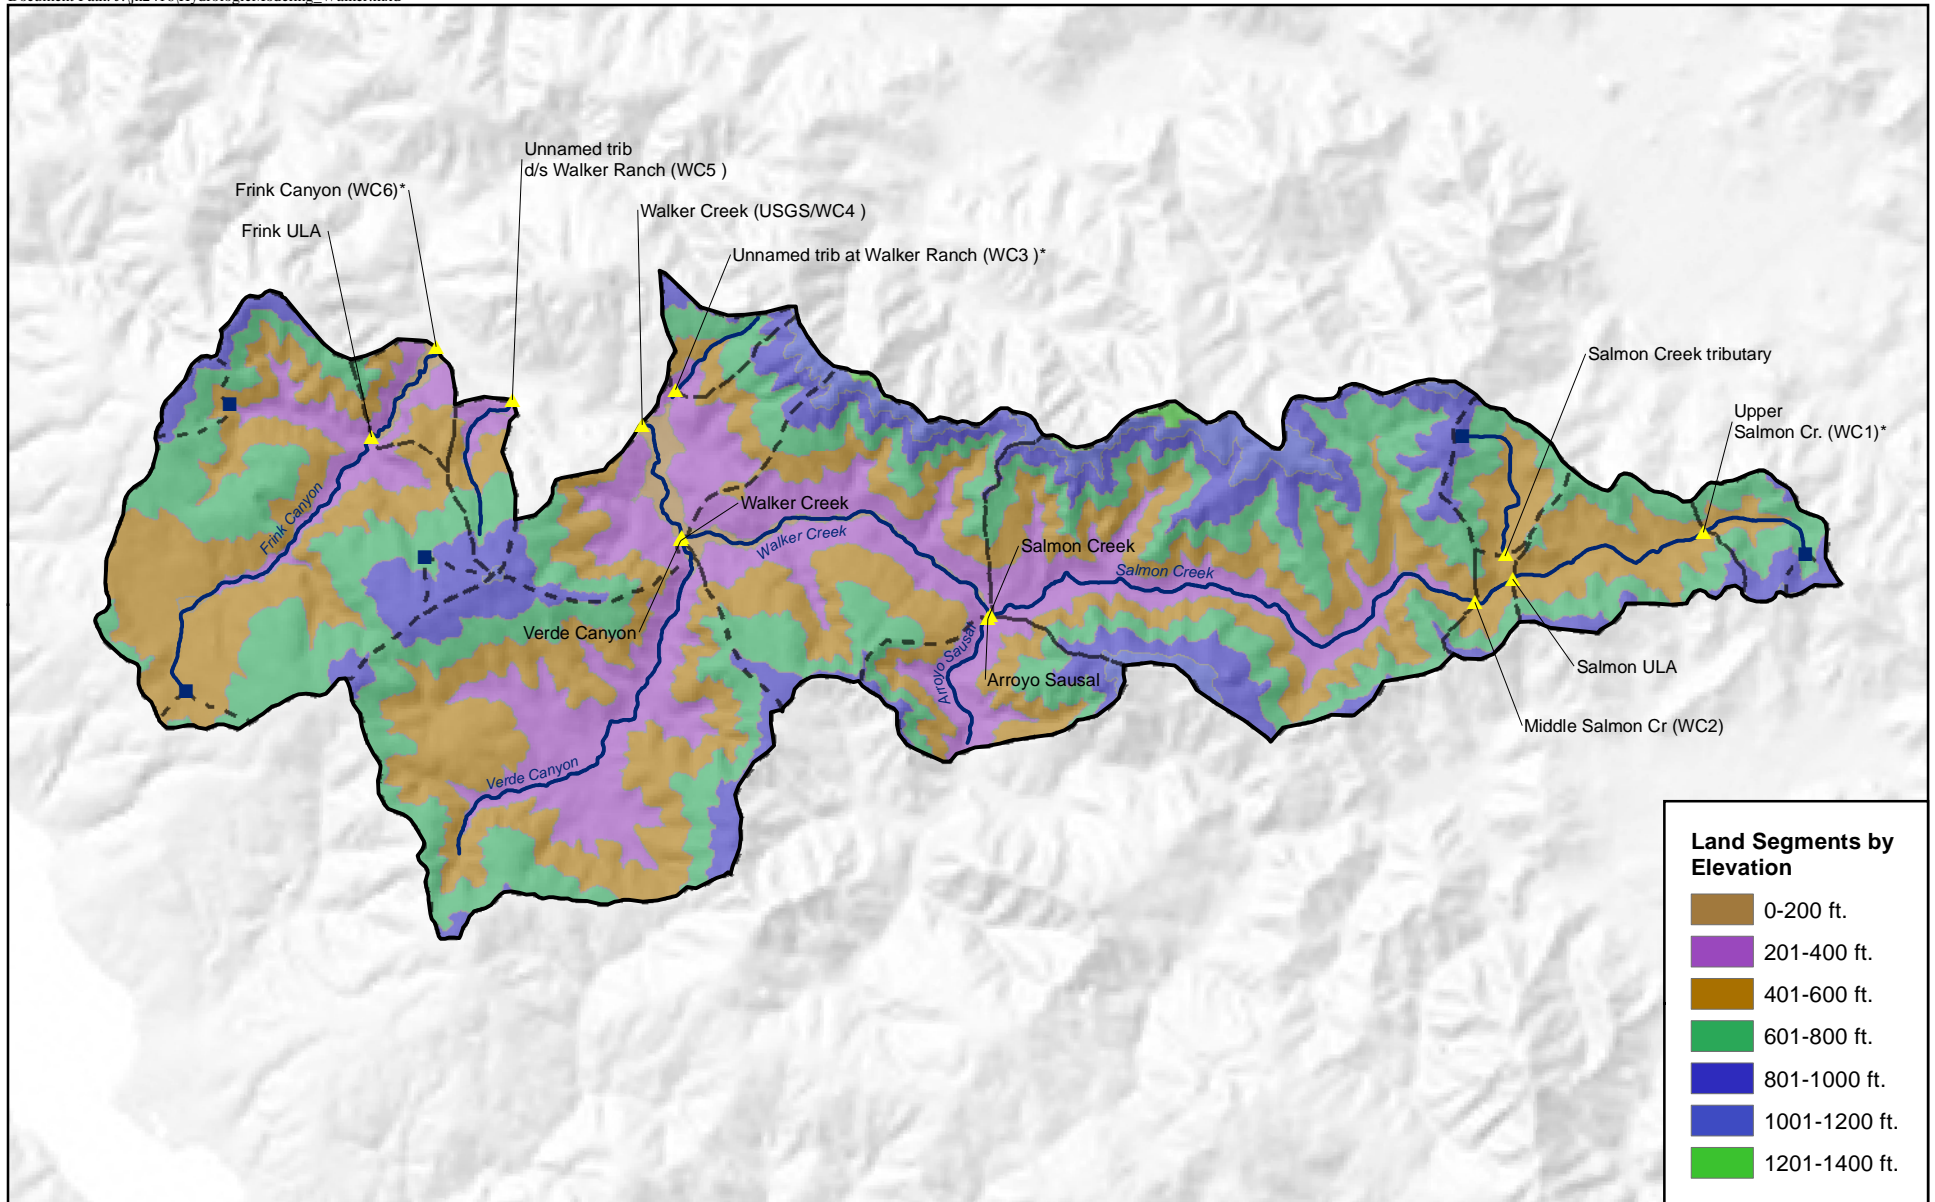 Unnamed trib
d/s Walker Ranch (WC5 )
Frink Canyon (WC6)*
Walker Creek (USGS/WC4 )
Frink ULA
Unnamed trib at Walker Ranch (WC3 )*
Salmon Creek tributary
Upper
Salmon Cr. (WC1)*
Frink Canyon
Walker Creek
Walker Creek
Salmon Creek
Salmon Creek
Verde Canyon
Arroyo Sausal
Arroyo Sausal
Salmon ULA
Middle Salmon Cr (WC2)
Verde Canyon
Land Segments by
Elevation
0-200 ft.
201-400 ft.
401-600 ft.
601-800 ft.
801-1000 ft.
1001-1200 ft.
1201-1400 ft.